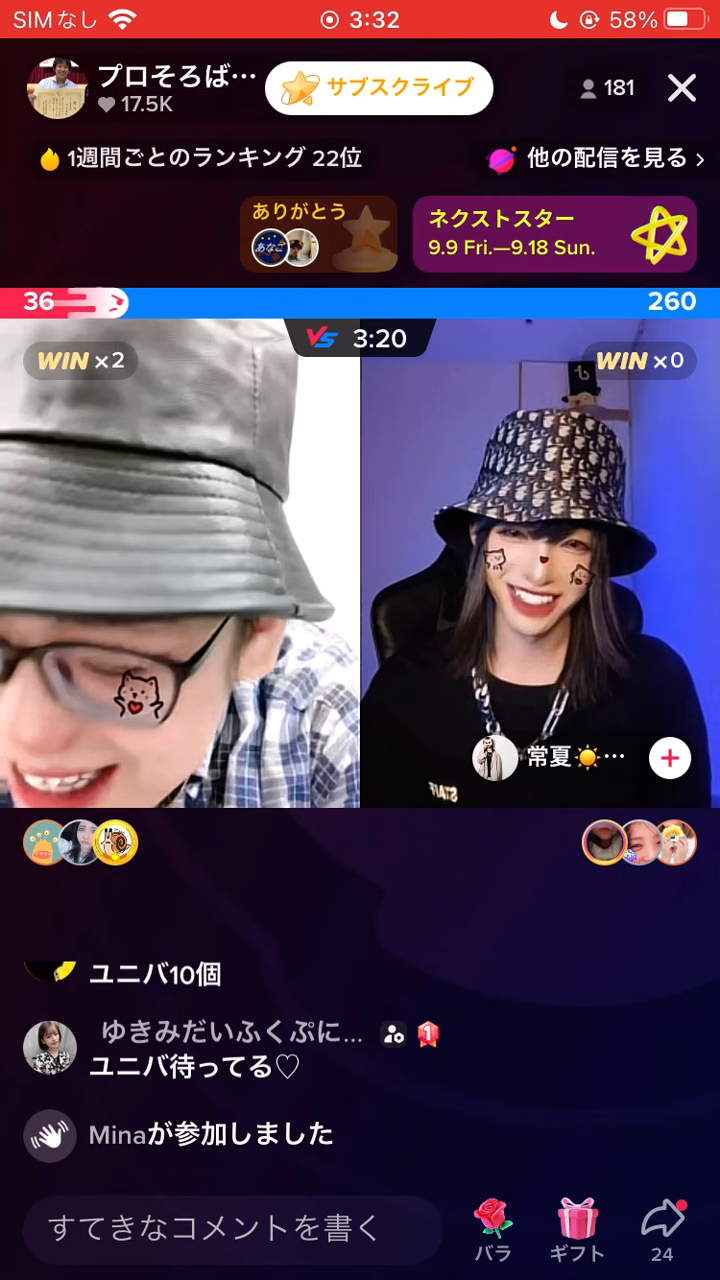 SIMなし 3:32 58%
プロそろば…
17.5K
サブスクライブ
181
1週間ごとのランキング 22位
他の配信を見る
ありがとう
あなご
ネクストスター
9.9 Fri.—9.18 Sun.
36
260
VS 3:20
WIN ×2
WIN ×0
常夏☀️…
STAFF
ユニバ10個
ゆきみだいふくぷに...
1
ユニバ待ってる♡
Minaが参加しました
すてきなコメントを書く
バラ
ギフト
24